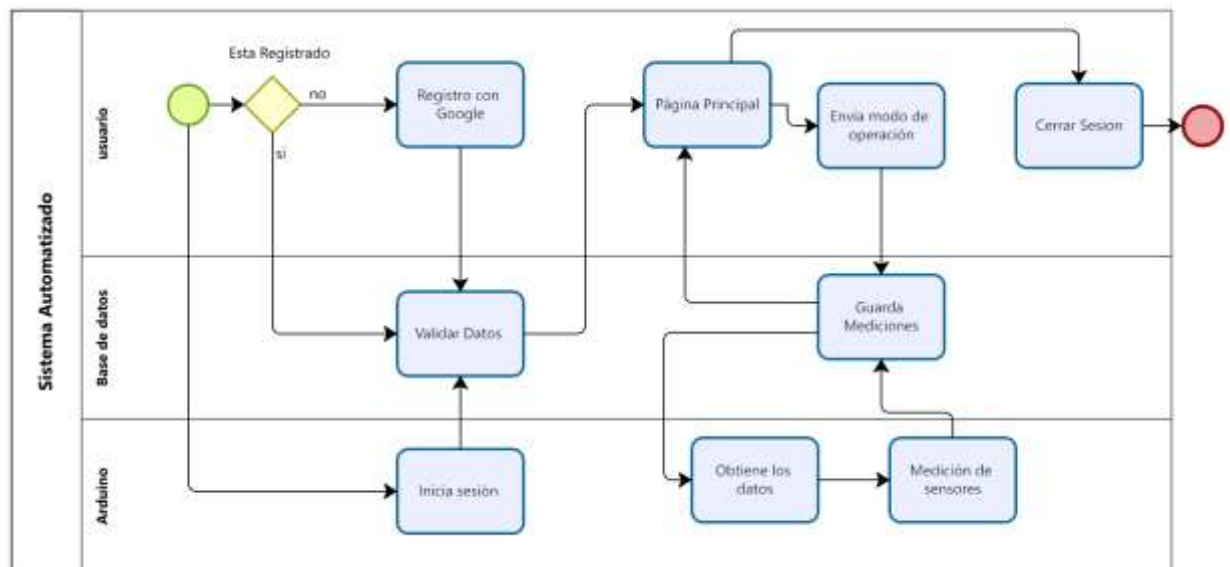 Sistema Automatizado
usuario
Esta Registrado
no
si
Registro con
Google
Página Principal
Envia modo de
operación
Cerrar Sesion
Base de datos
Validar Datos
Guarda
Mediciones
Arduino
Inicia sesión
Obtiene los
datos
Medición de
sensores